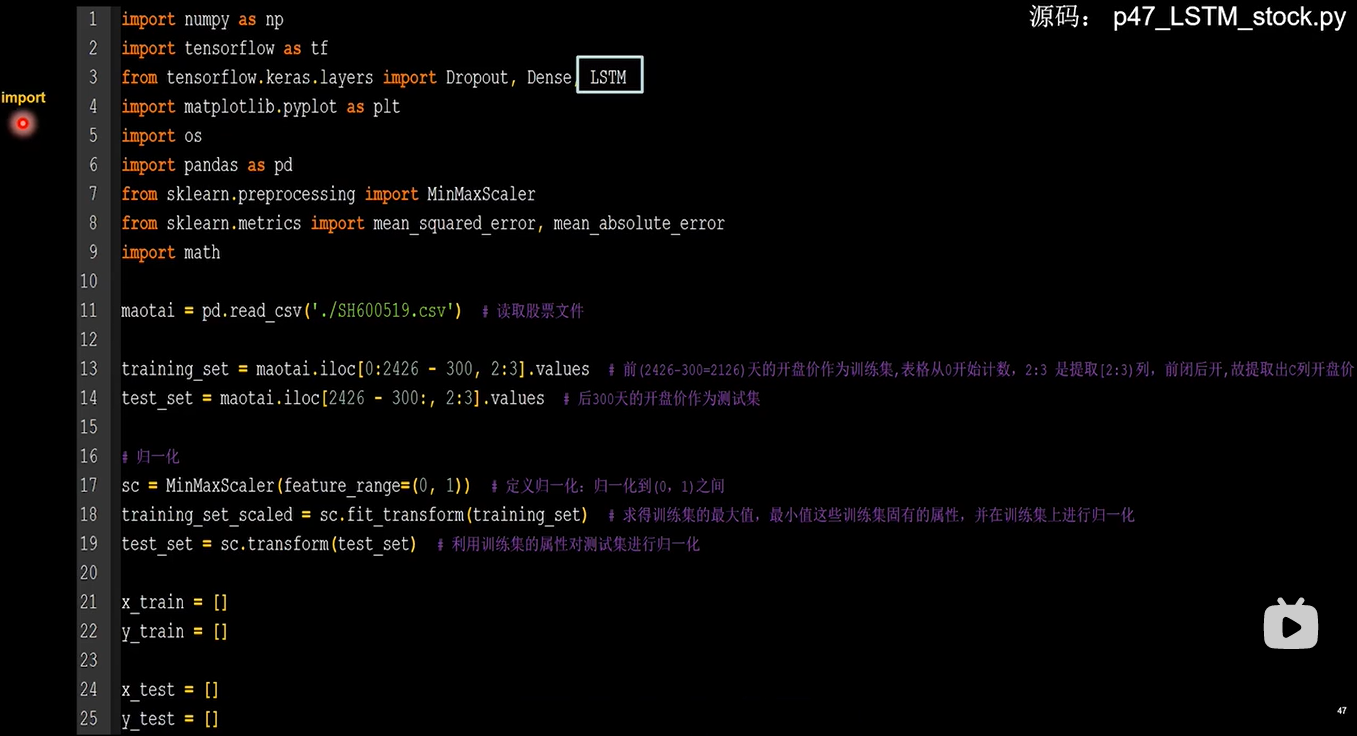 源码： p47_LSTM_stock.py
import
1 import numpy as np
2 import tensorflow as tf
3 from tensorflow.keras.layers import Dropout, Dense, LSTM
4 import matplotlib.pyplot as plt
5 import os
6 import pandas as pd
7 from sklearn.preprocessing import MinMaxScaler
8 from sklearn.metrics import mean_squared_error, mean_absolute_error
9 import math
10
11 maotai = pd.read_csv('./SH600519.csv')  # 读取股票文件
12
13 training_set = maotai.iloc[0:2426 - 300, 2:3].values  # 前(2426-300=2126)天的开盘价作为训练集,表格从0开始计数，2:3 是提取[2:3)列，前闭后开,故提取出C列开盘价
14 test_set = maotai.iloc[2426 - 300:, 2:3].values  # 后300天的开盘价作为测试集
15
16 # 归一化
17 sc = MinMaxScaler(feature_range=(0, 1))  # 定义归一化：归一化到(0，1)之间
18 training_set_scaled = sc.fit_transform(training_set)  # 求得训练集的最大值，最小值这些训练集固有的属性，并在训练集上进行归一化
19 test_set = sc.transform(test_set)  # 利用训练集的属性对测试集进行归一化
20
21 x_train = []
22 y_train = []
23
24 x_test = []
25 y_test = []
47